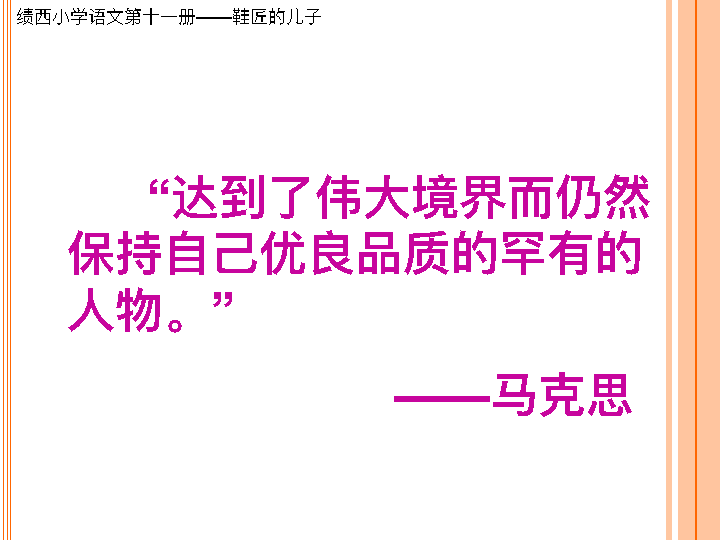 绩西小学语文第十一册——鞋匠的儿子
“达到了伟大境界而仍然
保持自己优良品质的罕有的
人物。”
——马克思